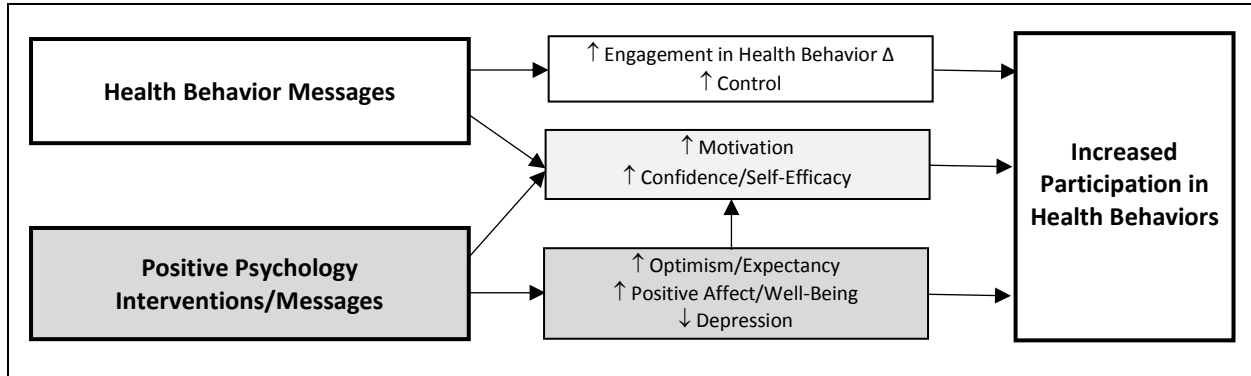 Health Behavior Messages
↑ Engagement in Health Behavior Δ
↑ Control
↑ Motivation
↑ Confidence/Self-Efficacy
Positive Psychology
Interventions/Messages
↑ Optimism/Expectancy
↑ Positive Affect/Well-Being
↓ Depression
Increased
Participation in
Health Behaviors